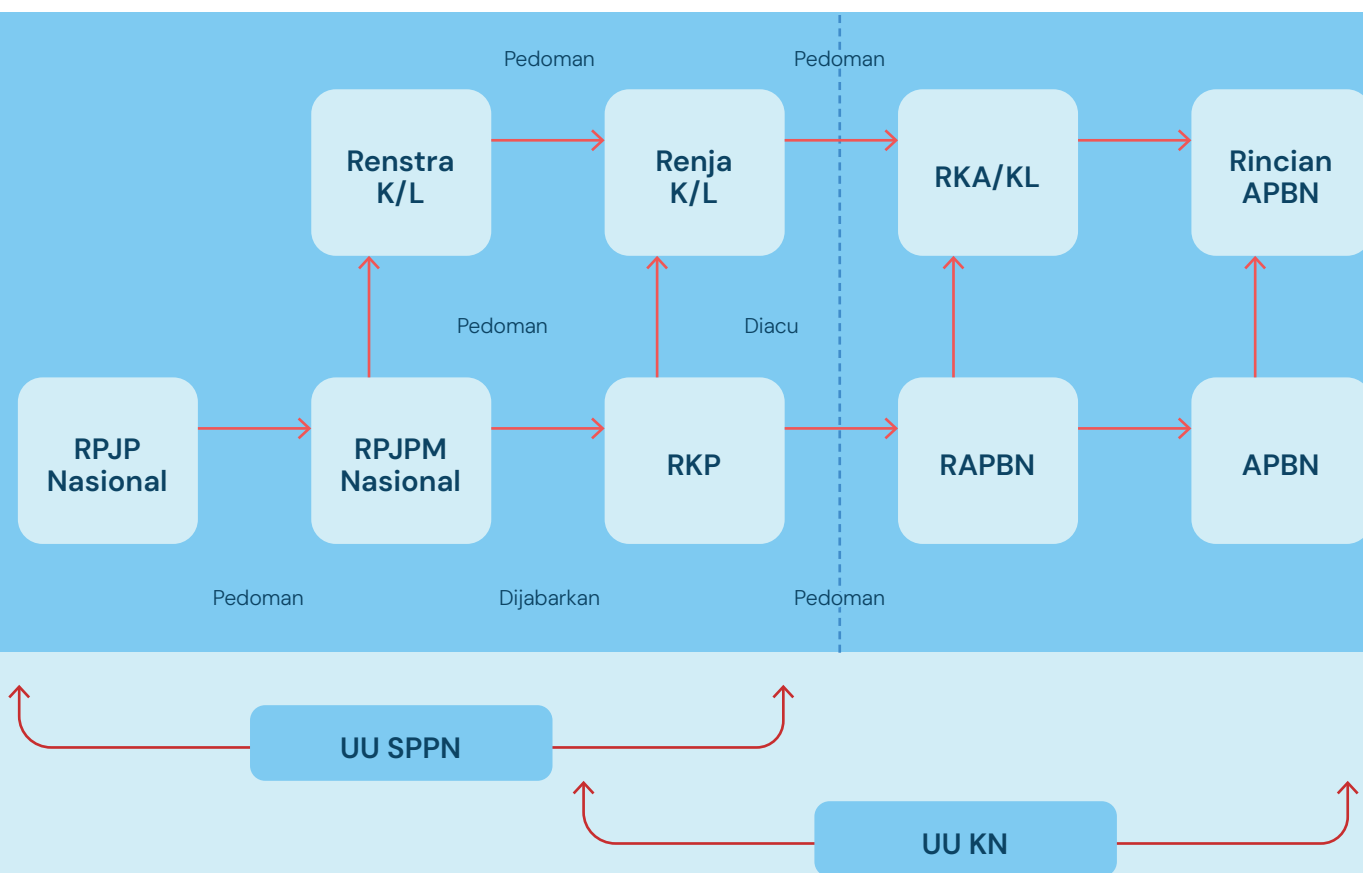 Pedoman
Pedoman
Renstra
K/L
Renja
K/L
RKA/KL
Rincian
APBN
Pedoman
Diacu
RPJP
Nasional
RPJPM
Nasional
RKP
RAPBN
APBN
Pedoman
Dijabarkan
Pedoman
UU SPPN
UU KN